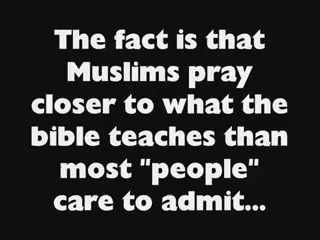 The fact is that
Muslims pray
closer to what the
bible teaches than
most "people"
care to admit...